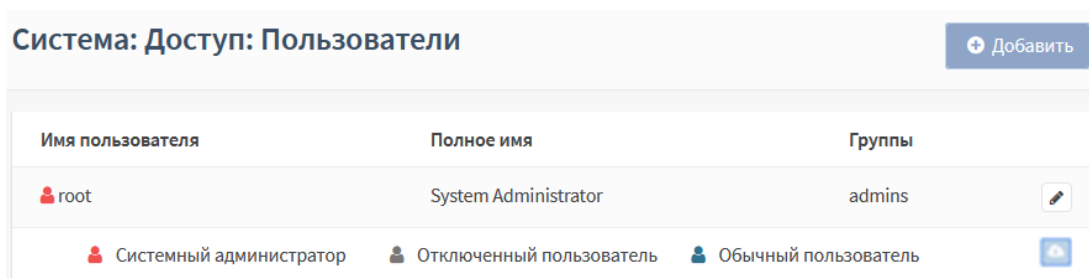 Система: Доступ: Пользователи
Добавить
Имя пользователя Полное имя Группы
root System Administrator admins
Системный администратор Отключенный пользователь Обычный пользователь